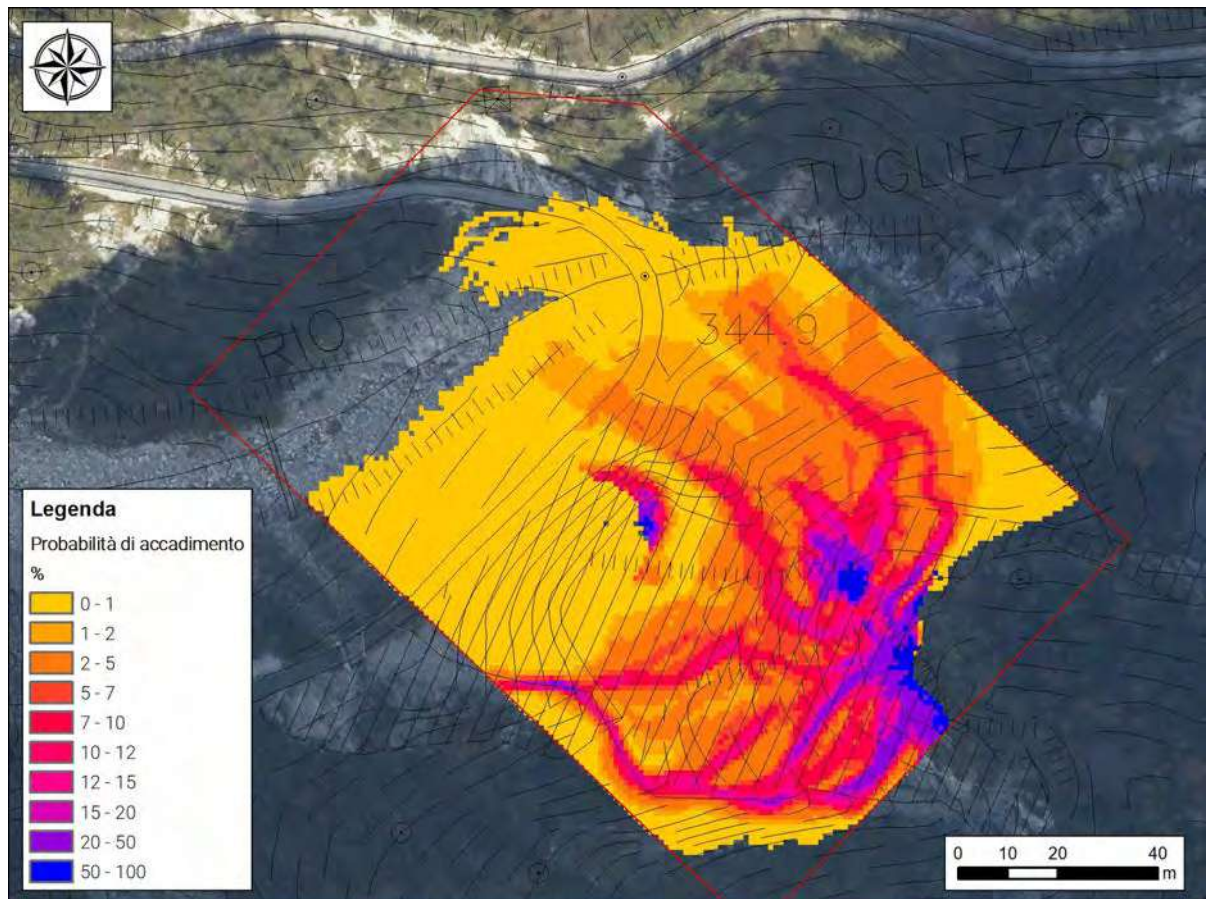 TUGLIEZZO
RIO
344.9
Legenda
Probabilità di accadimento
%
0 - 1
1 - 2
2 - 5
5 - 7
7 - 10
10 - 12
12 - 15
15 - 20
20 - 50
50 - 100
0 10 20 40
m